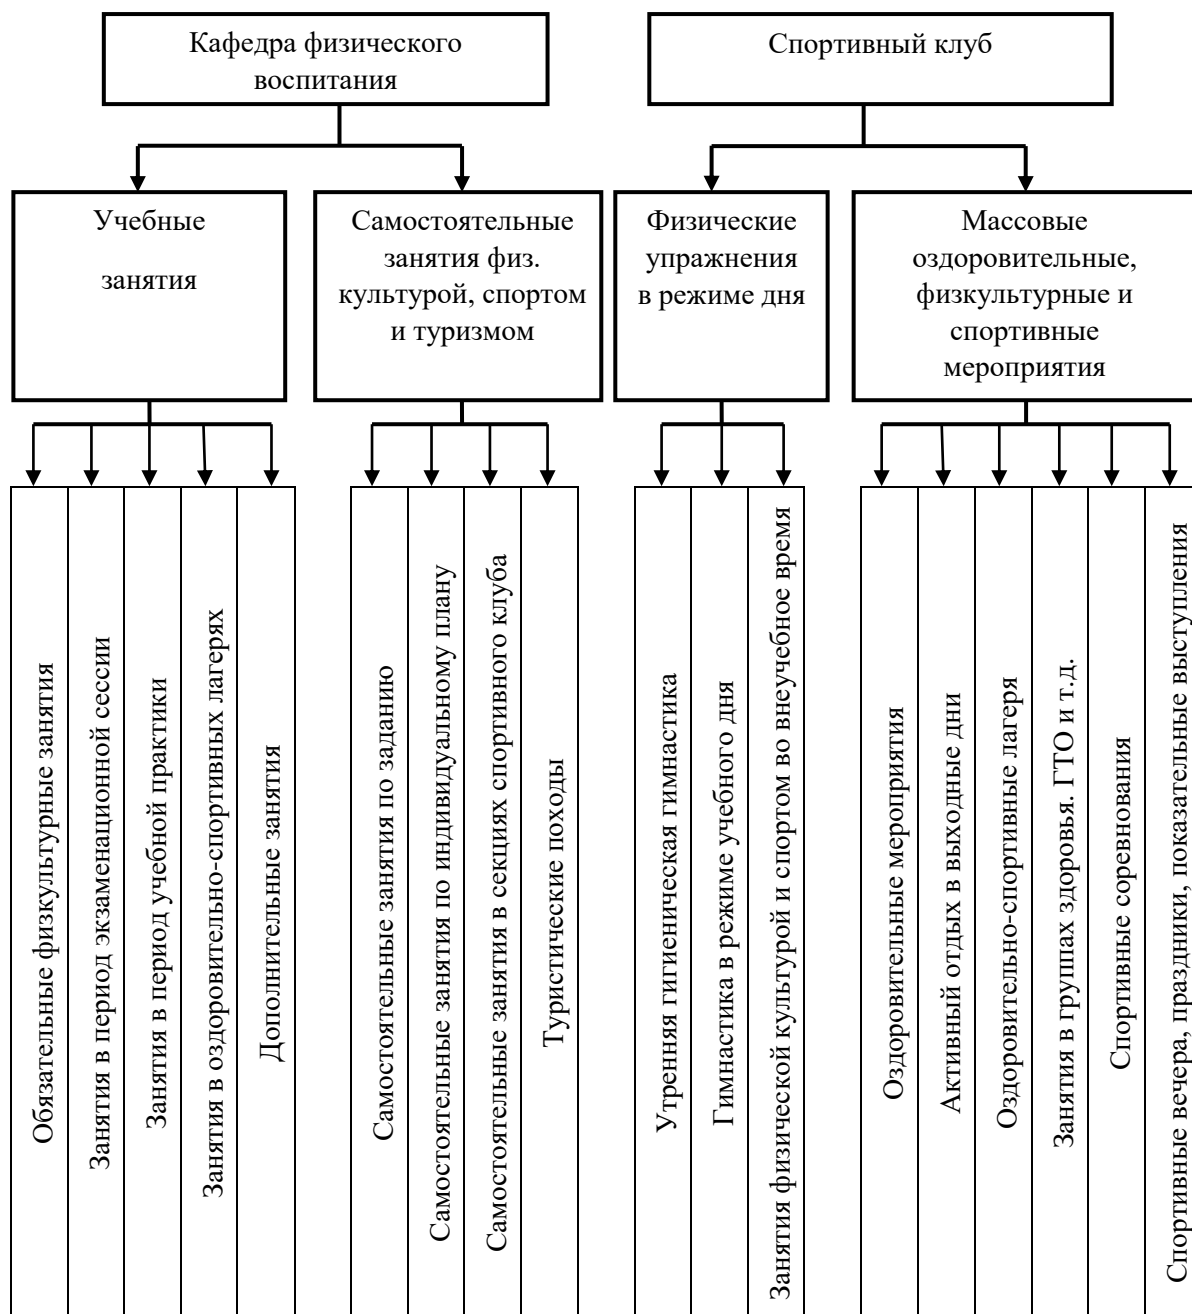 Кафедра физического
воспитания
Спортивный клуб
Учебные
занятия
Самостоятельные
занятия физ.
культурой, спортом
и туризмом
Физические
упражнения
в режиме дня
Массовые
оздоровительные,
физкультурные и
спортивные
мероприятия
Обязательные физкультурные занятия
Занятия в период экзаменационной сессии
Занятия в период учебной практики
Занятия в оздоровительно-спортивных лагерях
Дополнительные занятия
Самостоятельные занятия по заданию
Самостоятельные занятия по индивидуальному плану
Самостоятельные занятия в секциях спортивного клуба
Туристические походы
Утренняя гигиеническая гимнастика
Гимнастика в режиме учебного дня
Занятия физической культурой и спортом во внеучебное время
Оздоровительные мероприятия
Активный отдых в выходные дни
Оздоровительно-спортивные лагеря
Занятия в группах здоровья. ГТО и т.д.
Спортивные соревнования
Спортивные вечера, праздники, показательные выступления